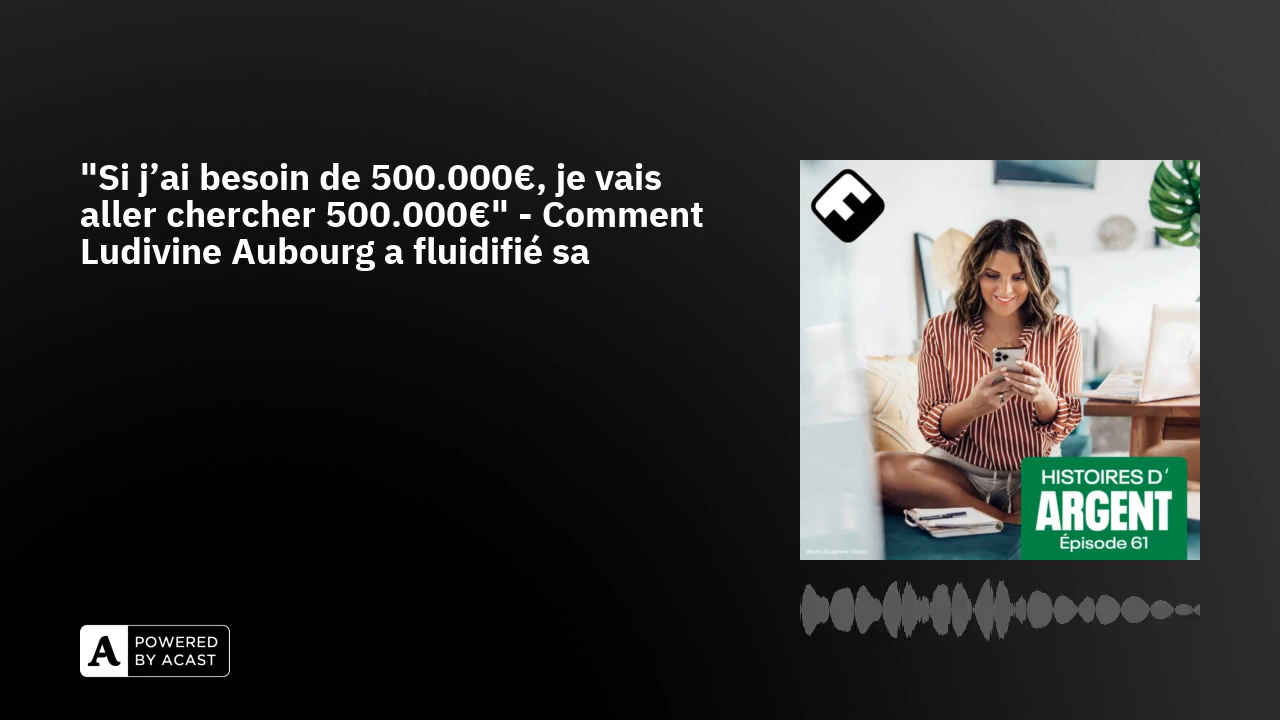 "Si j’ai besoin de 500.000€, je vais
aller chercher 500.000€" - Comment
Ludivine Aubourg a fluidifié sa
HISTOIRES D'
ARGENT
Épisode 61
A POWERED
BY ACAST